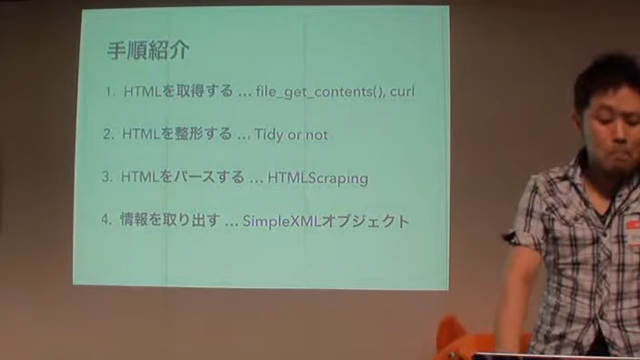 手順紹介
1. HTMLを取得する ... file_get_contents(), curl
2. HTMLを整形する ... Tidy or not
3. HTMLをパースする ... HTMLScraping
4. 情報を取り出す ... SimpleXMLオブジェクト